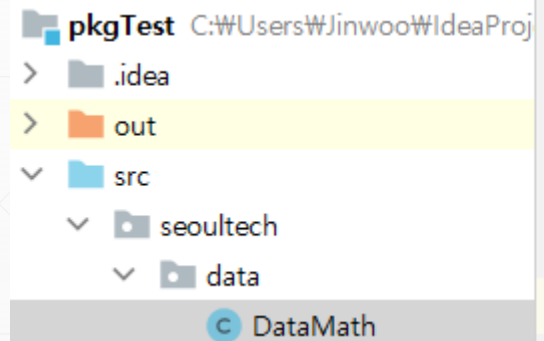 pkgTest C:₩Users₩Jinwoo₩IdeaProj
.idea
out
src
seoultech
data
C DataMath